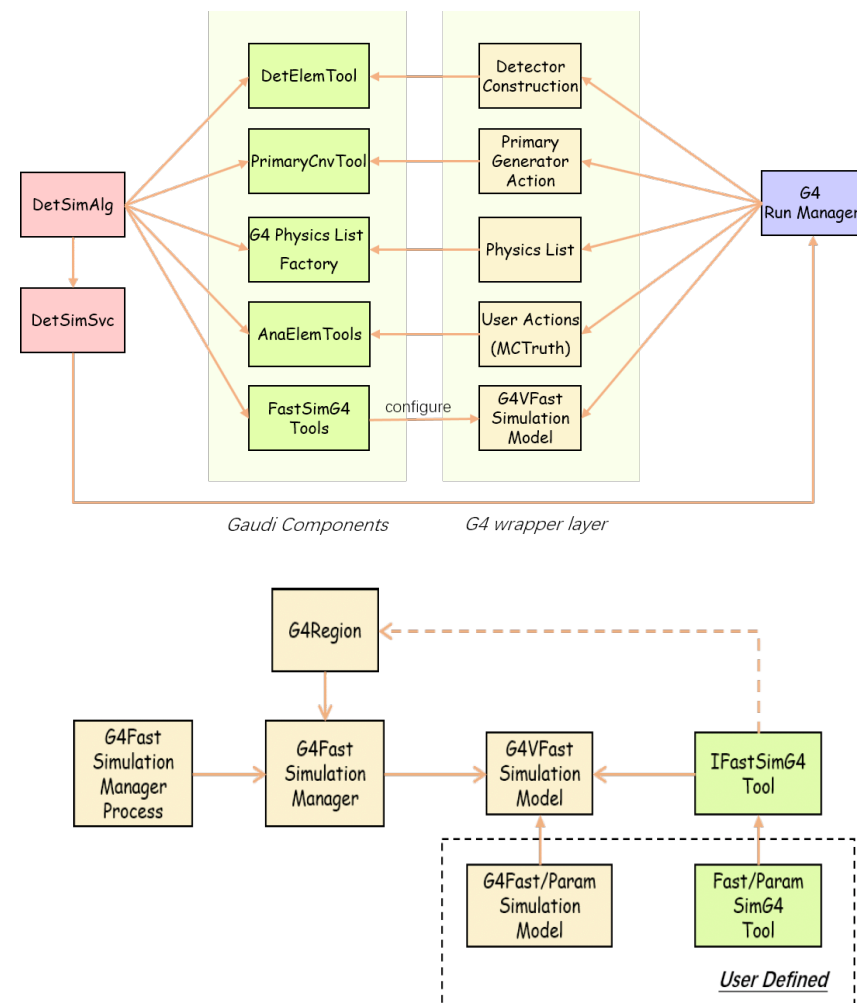 DetElemTool
Detector
Construction
PrimaryCnvTool
Primary
Generator
Action
DetSimAlg
G4
Run Manager
G4 Physics List
Factory
Physics List
DetSimSvc
AnaElemTools
User Actions
(MCTruth)
FastSimG4
Tools
configure
G4VFast
Simulation
Model
Gaudi Components
G4 wrapper layer
G4Region
G4Fast
Simulation
Manager
Process
G4Fast
Simulation
Manager
G4VFast
Simulation
Model
IFastSimG4
Tool
G4Fast/Param
Simulation
Model
Fast/Param
SimG4
Tool
User Defined